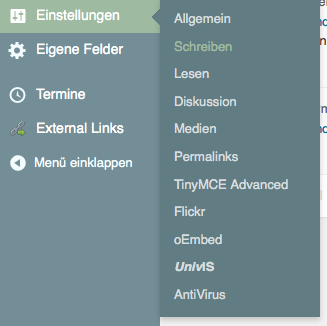 Einstellungen
Eigene Felder
Termine
External Links
Menü einklappen
Allgemein
Schreiben
Lesen
Diskussion
Medien
Permalinks
TinyMCE Advanced
Flickr
oEmbed
UnivIS
AntiVirus